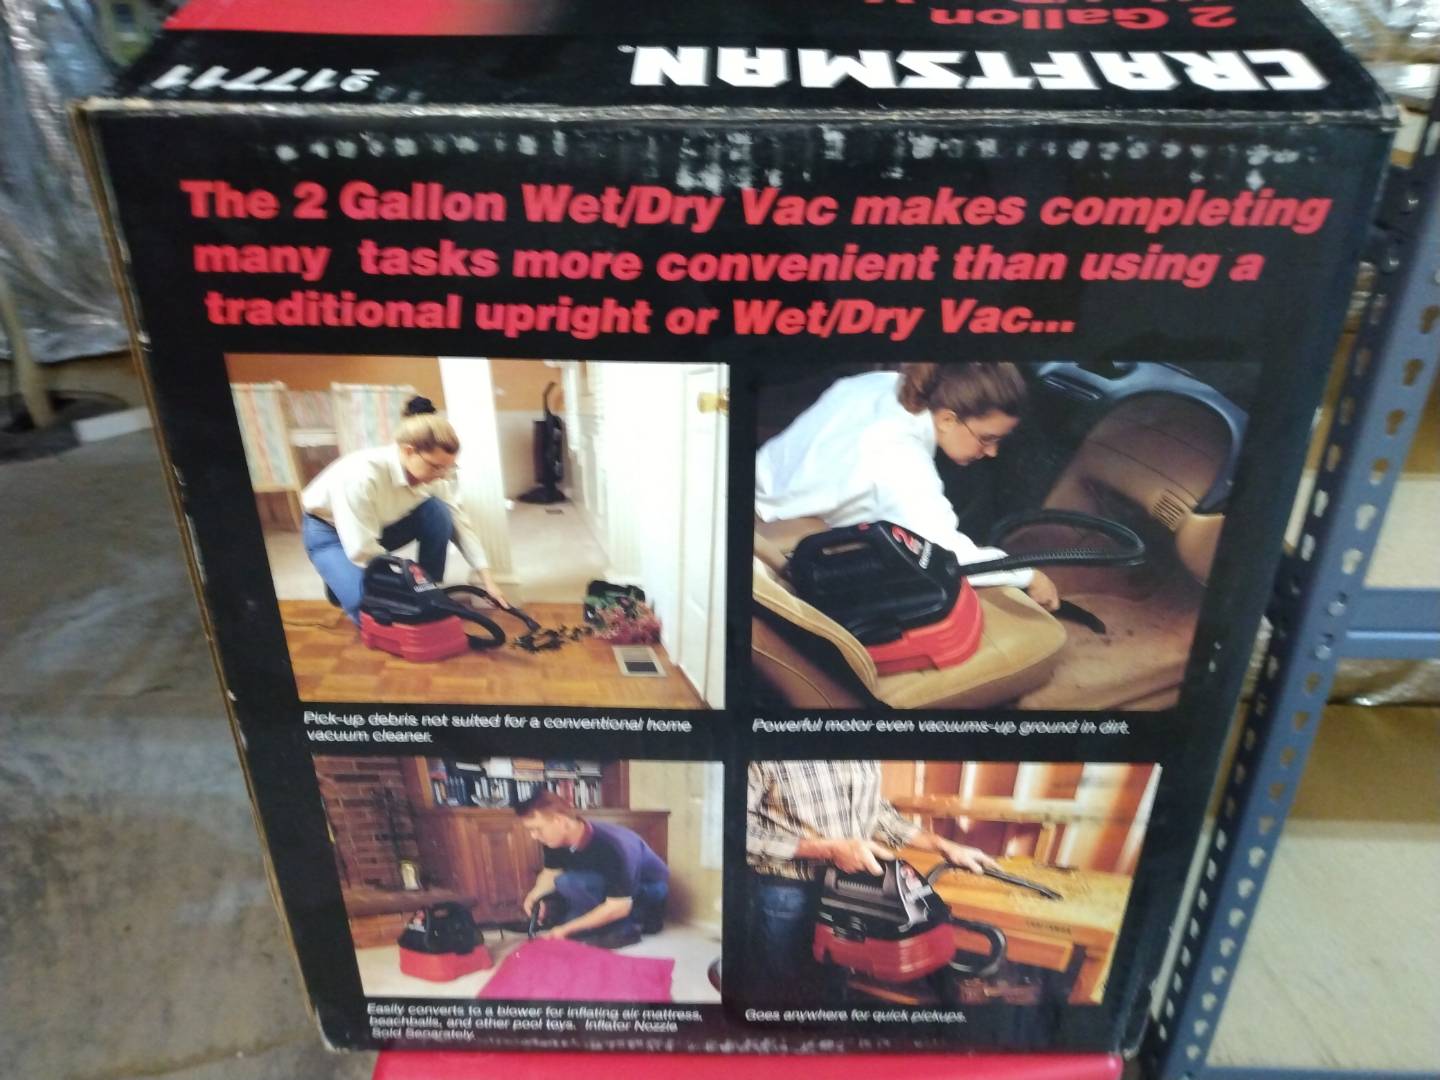 2 Gallon
CRAFTSMAN
917711
The 2 Gallon Wet/Dry Vac makes completing
many tasks more convenient than using a
traditional upright or Wet/Dry Vac...
Pick-up debris not suited for a conventional home
vacuum cleaner.
Powerful motor even vacuums-up ground in dirt.
Easily converts to a blower for inflating air mattress,
beachballs, and other pool toys. Inflator Nozzle
Sold Separately.
Goes anywhere for quick pickups.